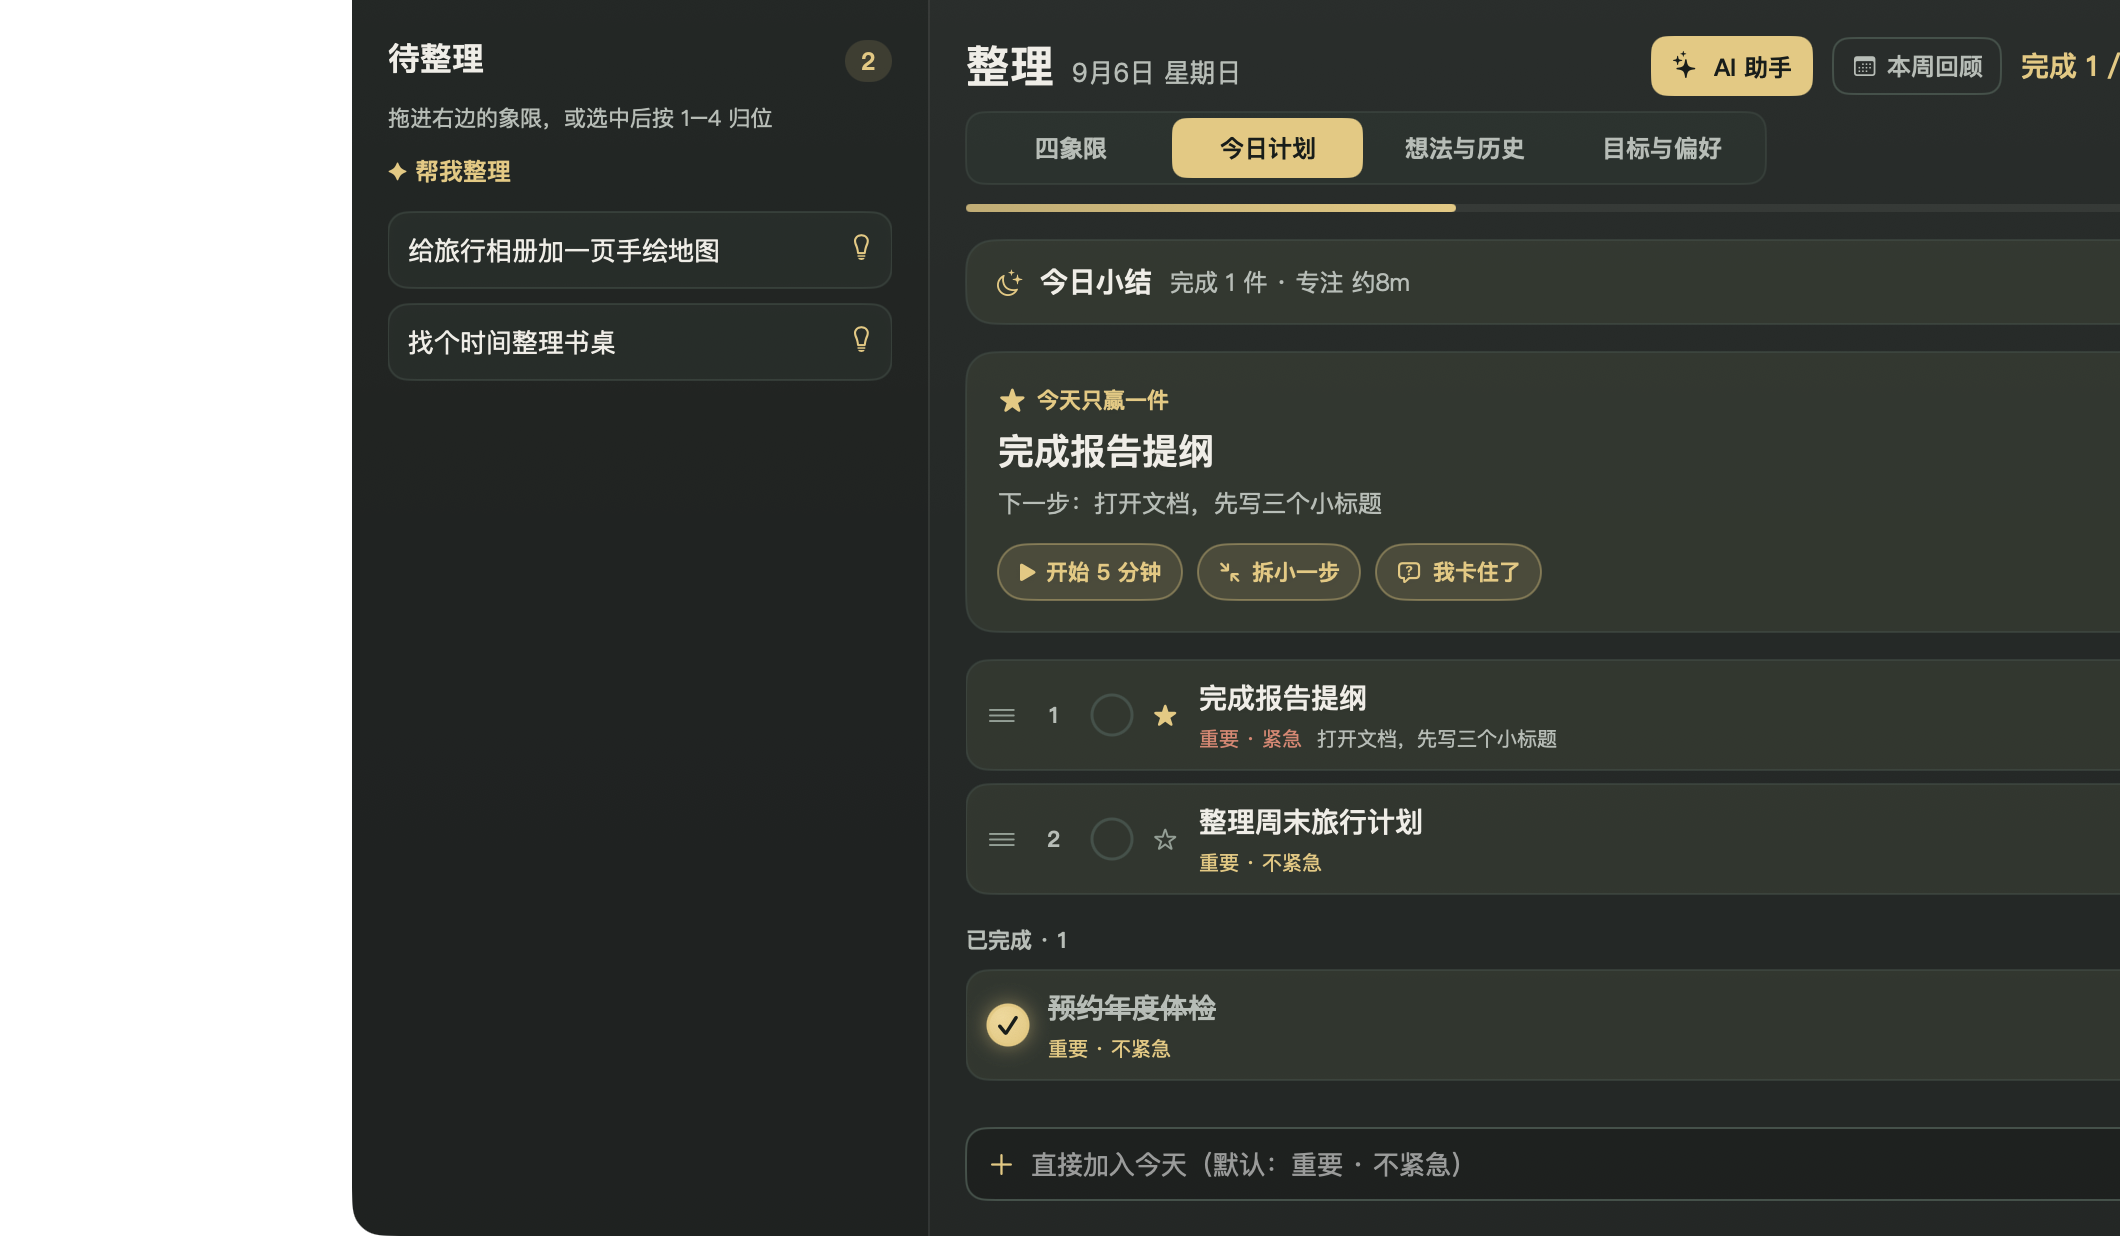 待整理
2
拖进右边的象限，或选中后按 1–4 归位
帮我整理
给旅行相册加一页手绘地图
找个时间整理书桌
整理 9月6日 星期日
AI 助手
本周回顾
完成 1 /
四象限
今日计划
想法与历史
目标与偏好
今日小结 完成 1 件 · 专注 约8m
今天只赢一件
完成报告提纲
下一步：打开文档，先写三个小标题
开始 5 分钟
拆小一步
我卡住了
1
完成报告提纲
重要 · 紧急 打开文档，先写三个小标题
2
整理周末旅行计划
重要 · 不紧急
已完成 · 1
预约年度体检
重要 · 不紧急
直接加入今天（默认：重要 · 不紧急）